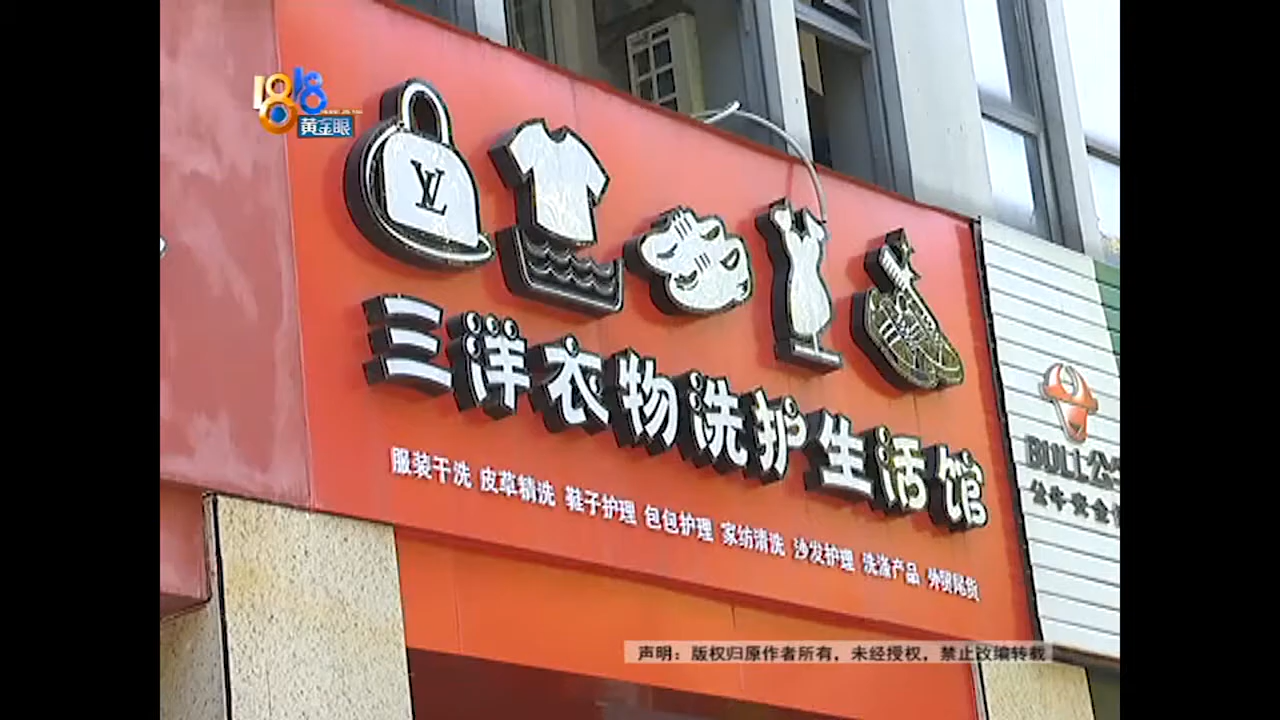 1818
黄金眼
LV
三洋衣物洗护生活馆
服装干洗 皮草精洗 鞋子护理 包包护理 家纺清洗 沙发护理 洗涤产品 外贸尾货
BULL公牛
声明：版权归原作者所有，未经授权，禁止改编转载